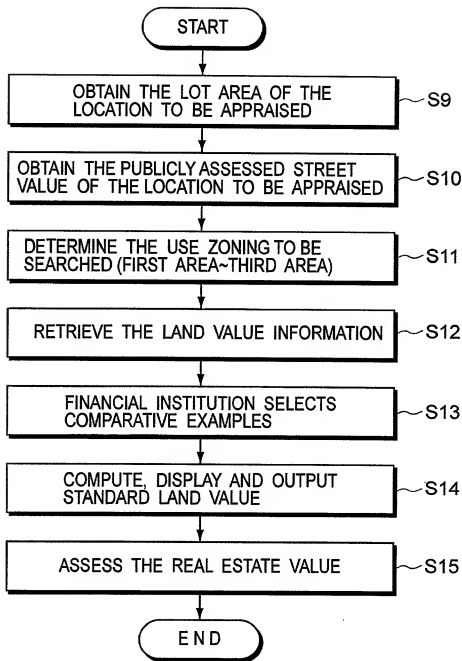 START
OBTAIN THE LOT AREA OF THE
LOCATION TO BE APPRAISED
S9
OBTAIN THE PUBLICLY ASSESSED STREET
VALUE OF THE LOCATION TO BE APPRAISED
S10
DETERMINE THE USE ZONING TO BE
SEARCHED (FIRST AREA~THIRD AREA)
S11
RETRIEVE THE LAND VALUE INFORMATION
S12
FINANCIAL INSTITUTION SELECTS
COMPARATIVE EXAMPLES
S13
COMPUTE, DISPLAY AND OUTPUT
STANDARD LAND VALUE
S14
ASSESS THE REAL ESTATE VALUE
S15
END